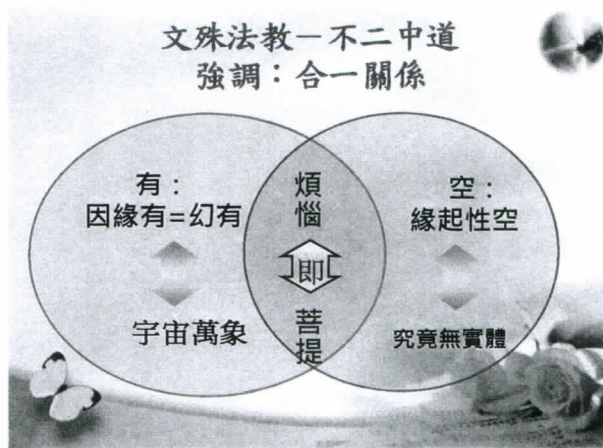 文殊法教－不二中道
強調：合一關係
有：
因緣有=幻有
宇宙萬象
煩惱
即
菩提
空：
緣起性空
究竟無實體